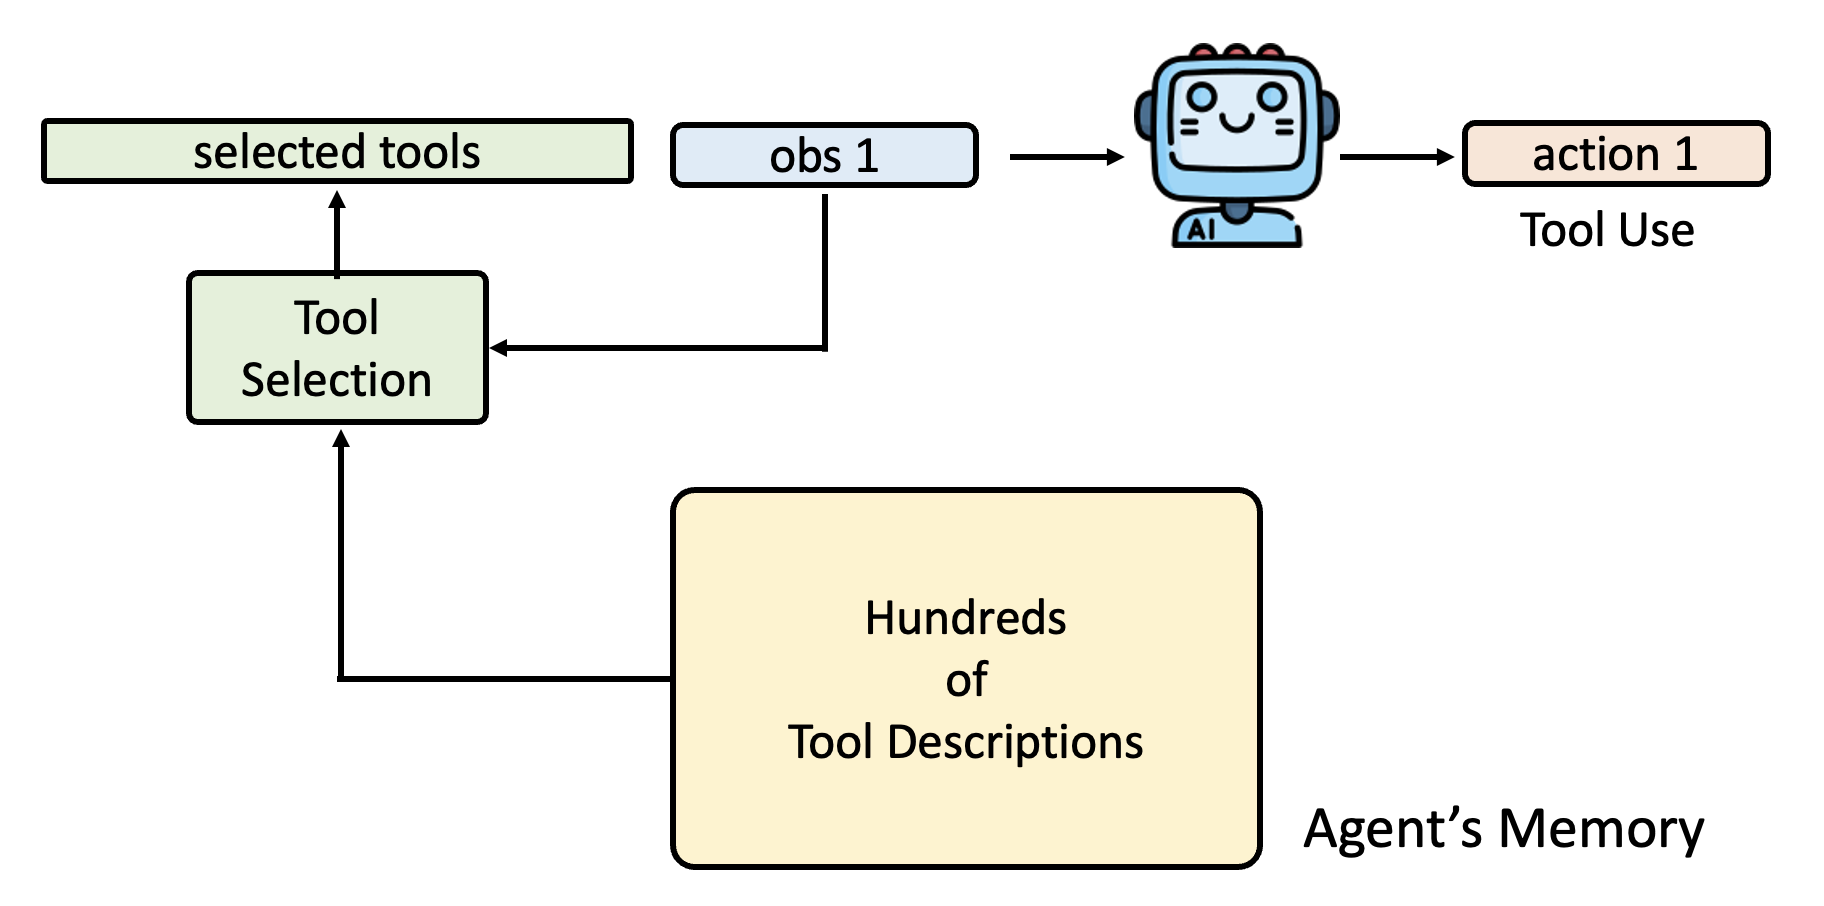 selected tools
obs 1
action 1
AI
Tool Use
Tool
Selection
Hundreds
of
Tool Descriptions
Agent’s Memory